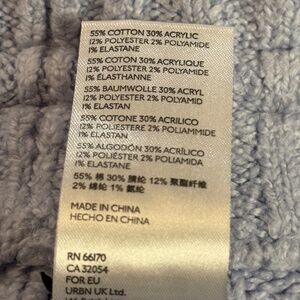 55% COTTON 30% ACRYLIC
12% POLYESTER 2% POLYAMIDE
1% ELASTANE
55% COTON 30% ACRYLIQUE
12% POLYESTER 2% POLYAMIDE
1% ÉLASTHANNE
55% BAUMWOLLE 30% ACRYL
12% POLYESTER 2% POLYAMID
1% ELASTAN
55% COTONE 30% ACRILICO
12% POLIESTERE 2% POLIAMMIDE
1% ELASTAN
55% ALGODÓN 30% ACRÍLICO
12% POLIÉSTER 2% POLIAMIDA
1% ELASTANO
55% 棉 30% 腈纶 12% 聚酯纤维
2% 锦纶 1% 氨纶
MADE IN CHINA
HECHO EN CHINA
RN 66170
CA 32054
FOR EU
URBN UK Ltd.